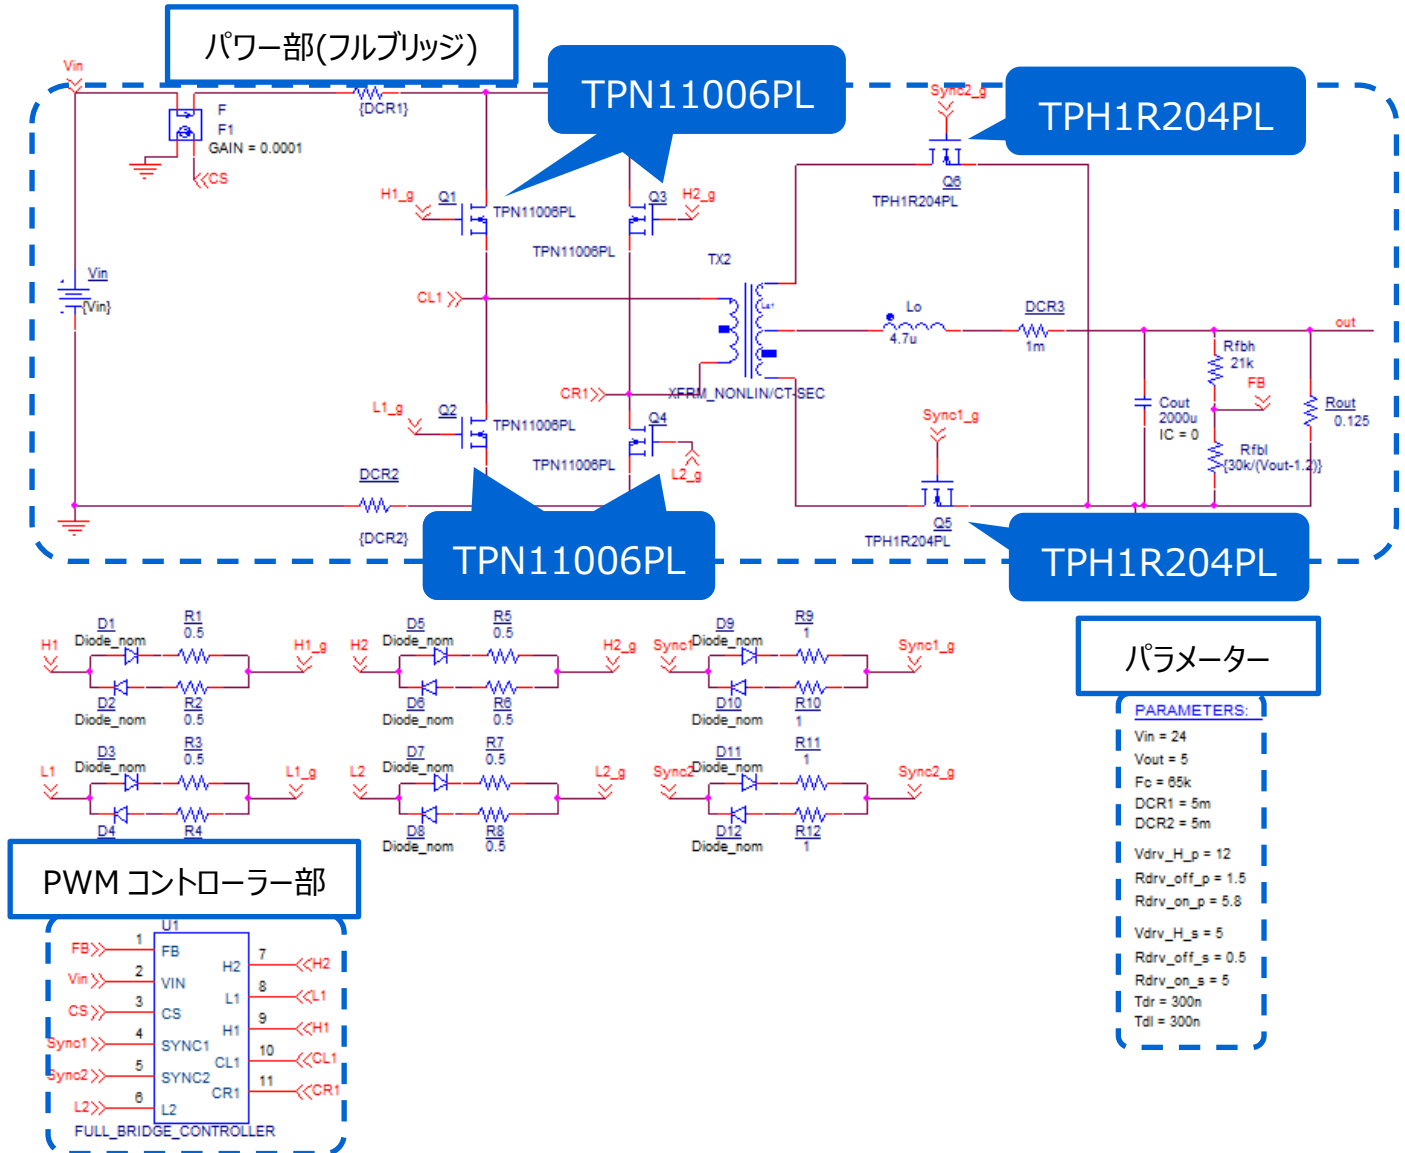 パワー部(フルブリッジ)
TPN11006PL
TPH1R204PL
Vin
F
F1
GAIN = 0.0001
CS
{DCR1}
Sync2_g
Q6
TPH1R204PL
H1_g
Q1
TPN11006PL
Q3
H2_g
TPN11006PL
Vin
{Vin}
CL1
TX2
Ls1
Lo
4.7u
DCR3
1m
out
Rfbh
21k
FB
Cout
2000u
IC = 0
Rout
0.125
Rfbl
{30k/(Vout-1.2)}
CR1
XFRM_NONLIN/CT-SEC
L1_g
Q2
TPN11006PL
Q4
TPN11006PL
L2_g
Sync1_g
Q5
TPH1R204PL
DCR2
{DCR2}
TPN11006PL
TPH1R204PL
H1
D1
Diode_nom
R1
0.5
H1_g
D2
Diode_nom
R2
0.5
H2
D5
Diode_nom
R5
0.5
H2_g
D6
Diode_nom
R6
0.5
Sync1
D9
Diode_nom
R9
1
Sync1_g
D10
Diode_nom
R10
1
L1
D3
Diode_nom
R3
0.5
L1_g
D4
R4
L2
D7
Diode_nom
R7
0.5
L2_g
D8
Diode_nom
R8
0.5
Sync2
D11
Diode_nom
R11
1
Sync2_g
D12
Diode_nom
R12
1
パラメーター
PARAMETERS:
Vin = 24
Vout = 5
Fc = 65k
DCR1 = 5m
DCR2 = 5m
Vdrv_H_p = 12
Rdrv_off_p = 1.5
Rdrv_on_p = 5.8
Vdrv_H_s = 5
Rdrv_off_s = 0.5
Rdrv_on_s = 5
Tdr = 300n
Tdl = 300n
PWM コントローラー部
U1
FB 1 FB
Vin 2 VIN
CS 3 CS
Sync1 4 SYNC1
Sync2 5 SYNC2
L2 6 L2
H2 7 H2
L1 8 L1
H1 9 H1
CL1 10 CL1
CR1 11 CR1
FULL_BRIDGE_CONTROLLER